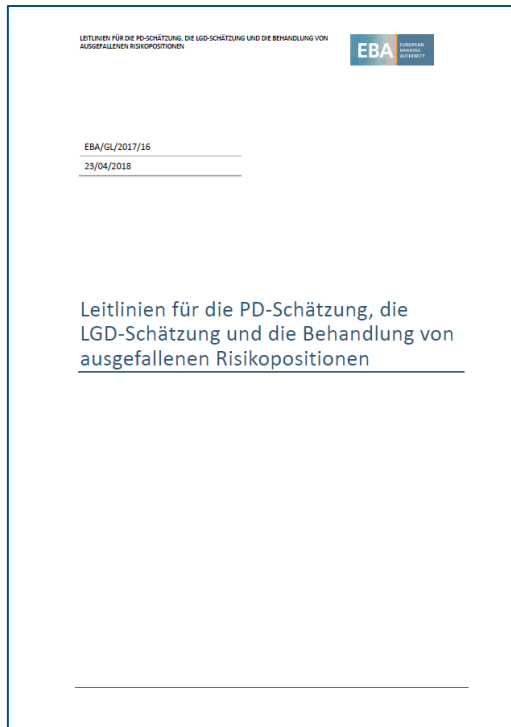 LEITLINIEN FÜR DIE PD-SCHÄTZUNG, DIE LGD-SCHÄTZUNG UND DIE BEHANDLUNG VON
AUSGEFALLENEN RISIKOPOSITIONEN
EBA EUROPEAN
BANKING
AUTHORITY
EBA/GL/2017/16
23/04/2018
Leitlinien für die PD-Schätzung, die
LGD-Schätzung und die Behandlung von
ausgefallenen Risikopositionen